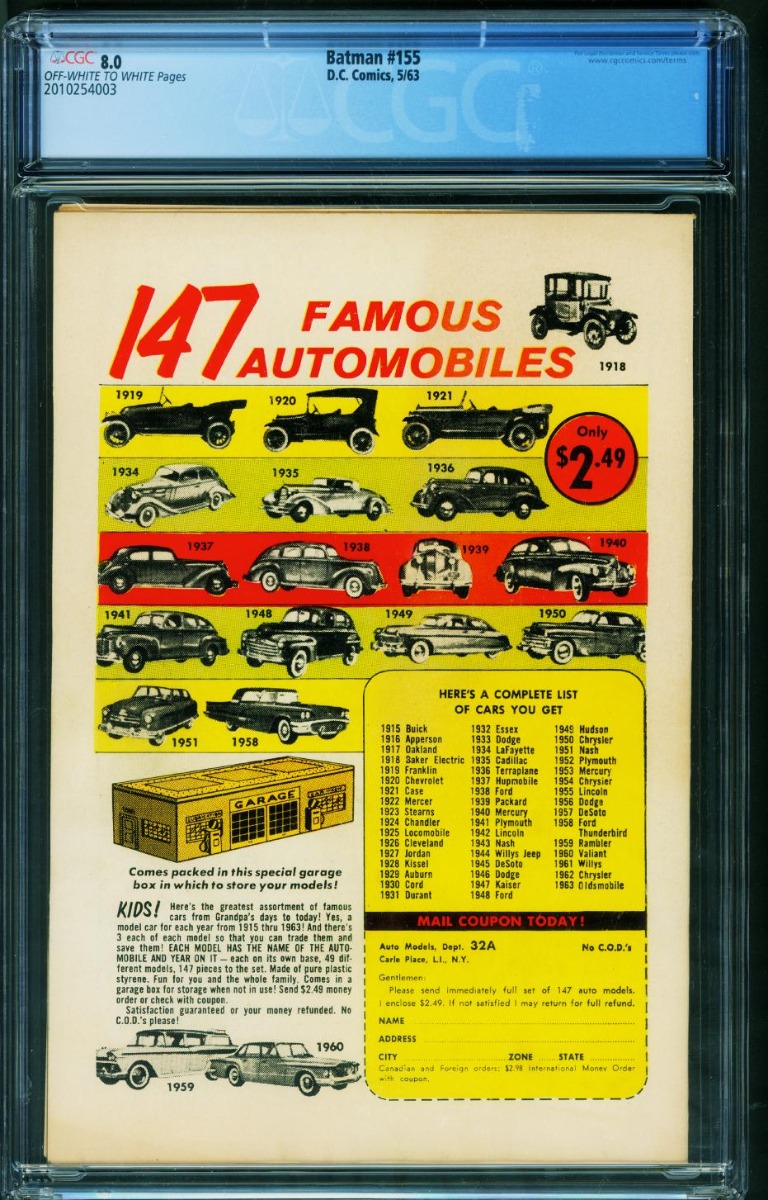 CGC 8.0
OFF-WHITE TO WHITE Pages
2010254003
Batman #155
D.C. Comics, 5/63
www.cgccomics.com/terms
CGC
147 FAMOUS
AUTOMOBILES
1918
1919
1920
1921
Only
$2.49
1934
1935
1936
1937
1938
1939
1940
1941
1948
1949
1950
1951
1958
GARAGE
Comes packed in this special garage
box in which to store your models!
KIDS! Here's the greatest assortment of famous
cars from Grandpa's days to today! Yes, a
model car for each year from 1915 thru 1963! And there's
3 each of each model so that you can trade them and
save them! EACH MODEL HAS THE NAME OF THE AUTO-
MOBILE AND YEAR ON IT — each on its own base, 49 dif-
ferent models, 147 pieces to the set. Made of pure plastic
styrene. Fun for you and the whole family. Comes in a
garage box for storage when not in use! Send $2.49 money
order or check with coupon.
Satisfaction guaranteed or your money refunded. No
C.O.D.'s please!
1959
1960
HERE'S A COMPLETE LIST
OF CARS YOU GET
1915 Buick
1916 Apperson
1917 Oakland
1918 Baker Electric
1919 Franklin
1920 Chevrolet
1921 Case
1922 Mercer
1923 Stearns
1924 Chandler
1925 Locomobile
1926 Cleveland
1927 Jordan
1928 Kissel
1929 Auburn
1930 Cord
1931 Durant
1932 Essex
1933 Dodge
1934 LaFayette
1935 Cadillac
1936 Terraplane
1937 Hupmobile
1938 Ford
1939 Packard
1940 Mercury
1941 Plymouth
1942 Lincoln
1943 Nash
1944 Willys Jeep
1945 DeSoto
1946 Dodge
1947 Kaiser
1948 Ford
1949 Hudson
1950 Chrysler
1951 Nash
1952 Plymouth
1953 Mercury
1954 Chrysler
1955 Lincoln
1956 Dodge
1957 DeSoto
1958 Ford
Thunderbird
1959 Rambler
1960 Valiant
1961 Willys
1962 Chrysler
1963 Oldsmobile
MAIL COUPON TODAY!
Auto Models, Dept. 32A No C.O.D.'s
Carle Place, L.I., N.Y.
Gentlemen:
Please send immediately full set of 147 auto models.
I enclose $2.49. If not satisfied I may return for full refund.
NAME
ADDRESS
CITY ZONE STATE
Canadian and Foreign orders: $2.98 International Money Order
with coupon.